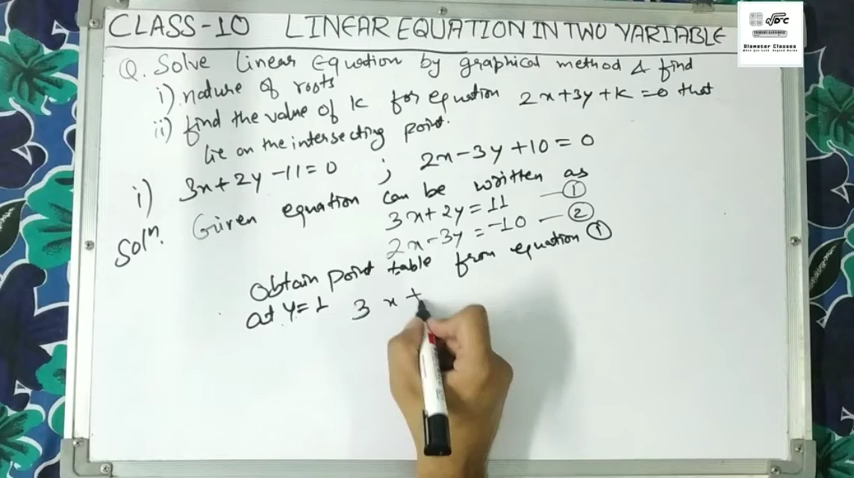 CLASS-10 LINEAR EQUATION IN TWO VARIABLE
Q. Solve linear Equation by graphical method & find
i) nature of roots
ii) find the value of k for equation 2x+3y+k=0 that
lie on the intersecting point.
i) 3x+2y-11=0 ; 2x-3y+10=0
Solⁿ. Given equation can be written as
3x+2y=11 —①
2x-3y=-10 —②
Obtain point table from equation ①
at y=1 3x+
Diamecer Classes